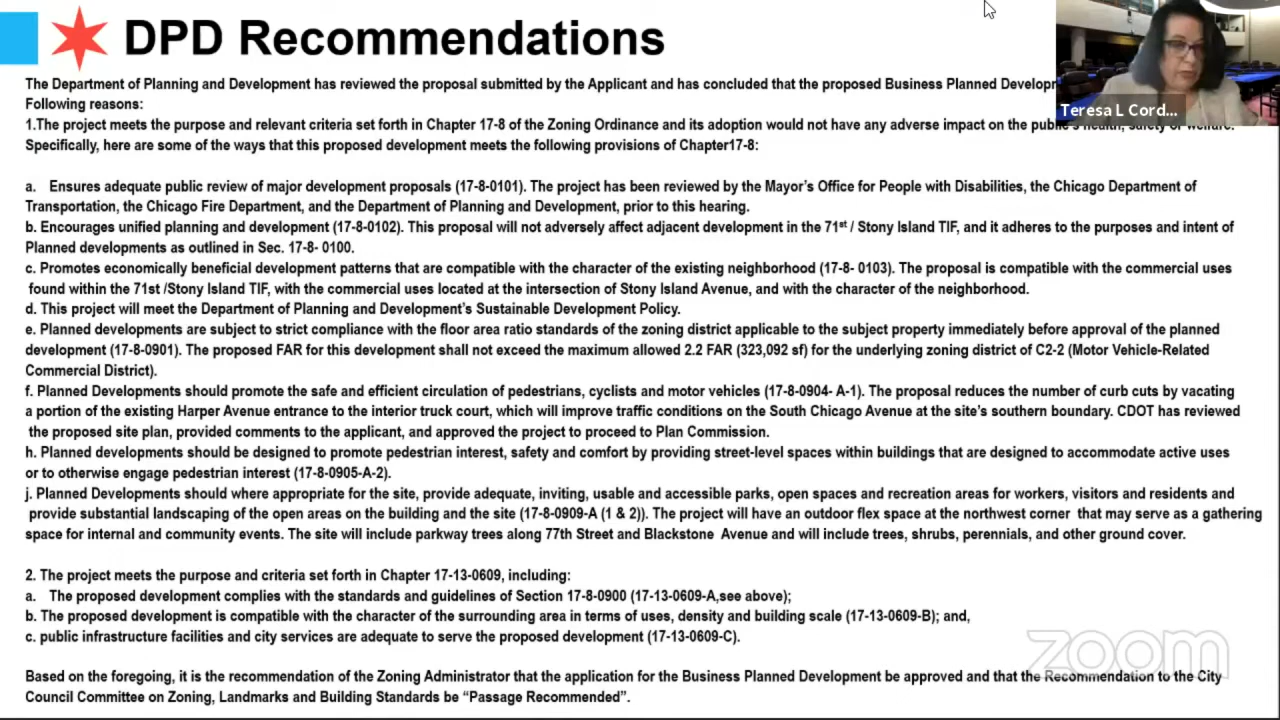 DPD Recommendations
The Department of Planning and Development has reviewed the proposal submitted by the Applicant and has concluded that the proposed Business Planned
Following reasons:
1.The project meets the purpose and relevant criteria set forth in Chapter 17-8 of the Zoning Ordinance and its adoption would not have any adverse impact on the public's health, safety or welfare.
Teresa L Cord...
Specifically, here are some of the ways that this proposed development meets the following provisions of Chapter17-8:
a. Ensures adequate public review of major development proposals (17-8-0101). The project has been reviewed by the Mayor's Office for People with Disabilities, the Chicago Department of
Transportation, the Chicago Fire Department, and the Department of Planning and Development, prior to this hearing.
b. Encourages unified planning and development (17-8-0102). This proposal will not adversely affect adjacent development in the 71st / Stony Island TIF, and it adheres to the purposes and intent of
Planned developments as outlined in Sec. 17-8- 0100.
c. Promotes economically beneficial development patterns that are compatible with the character of the existing neighborhood (17-8- 0103). The proposal is compatible with the commercial uses
found within the 71st /Stony Island TIF, with the commercial uses located at the intersection of Stony Island Avenue, and with the character of the neighborhood.
d. This project will meet the Department of Planning and Development's Sustainable Development Policy.
e. Planned developments are subject to strict compliance with the floor area ratio standards of the zoning district applicable to the subject property immediately before approval of the planned
development (17-8-0901). The proposed FAR for this development shall not exceed the maximum allowed 2.2 FAR (323,092 sf) for the underlying zoning district of C2-2 (Motor Vehicle-Related
Commercial District).
f. Planned Developments should promote the safe and efficient circulation of pedestrians, cyclists and motor vehicles (17-8-0904- A-1). The proposal reduces the number of curb cuts by vacating
a portion of the existing Harper Avenue entrance to the interior truck court, which will improve traffic conditions on the South Chicago Avenue at the site's southern boundary. CDOT has reviewed
the proposed site plan, provided comments to the applicant, and approved the project to proceed to Plan Commission.
h. Planned developments should be designed to promote pedestrian interest, safety and comfort by providing street-level spaces within buildings that are designed to accommodate active uses
or to otherwise engage pedestrian interest (17-8-0905-A-2).
j. Planned Developments should where appropriate for the site, provide adequate, inviting, usable and accessible parks, open spaces and recreation areas for workers, visitors and residents and
provide substantial landscaping of the open areas on the building and the site (17-8-0909-A (1 & 2)). The project will have an outdoor flex space at the northwest corner that may serve as a gathering
space for internal and community events. The site will include parkway trees along 77th Street and Blackstone Avenue and will include trees, shrubs, perennials, and other ground cover.
2. The project meets the purpose and criteria set forth in Chapter 17-13-0609, including:
a. The proposed development complies with the standards and guidelines of Section 17-8-0900 (17-13-0609-A,see above);
b. The proposed development is compatible with the character of the surrounding area in terms of uses, density and building scale (17-13-0609-B); and,
c. public infrastructure facilities and city services are adequate to serve the proposed development (17-13-0609-C).
zoom
Based on the foregoing, it is the recommendation of the Zoning Administrator that the application for the Business Planned Development be approved and that the Recommendation to the City
Council Committee on Zoning, Landmarks and Building Standards be “Passage Recommended”.